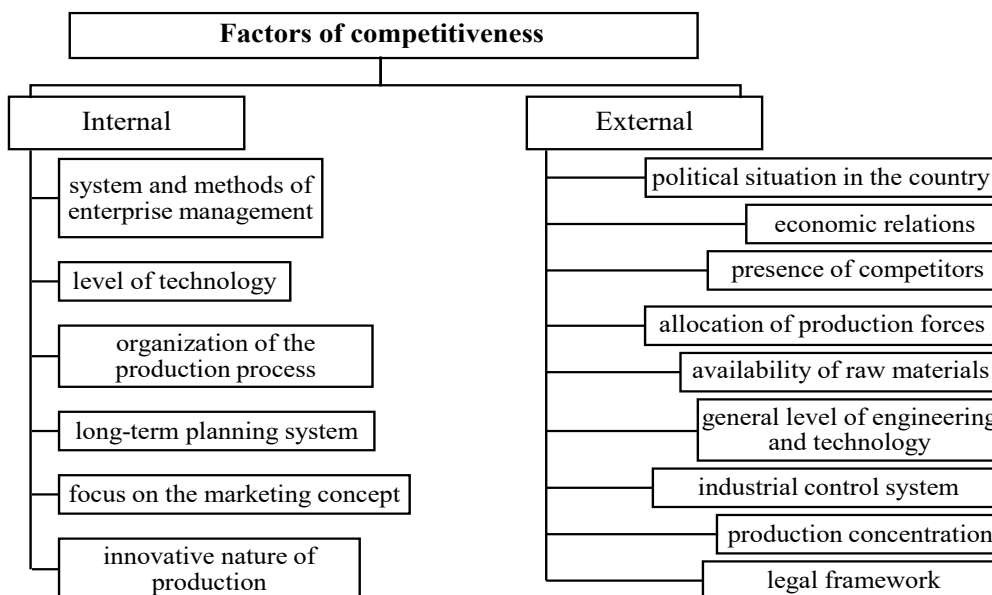 Factors of competitiveness
Internal
system and methods of
enterprise management
level of technology
organization of the
production process
long-term planning system
focus on the marketing concept
innovative nature of
production
External
political situation in the country
economic relations
presence of competitors
allocation of production forces
availability of raw materials
general level of engineering
and technology
industrial control system
production concentration
legal framework